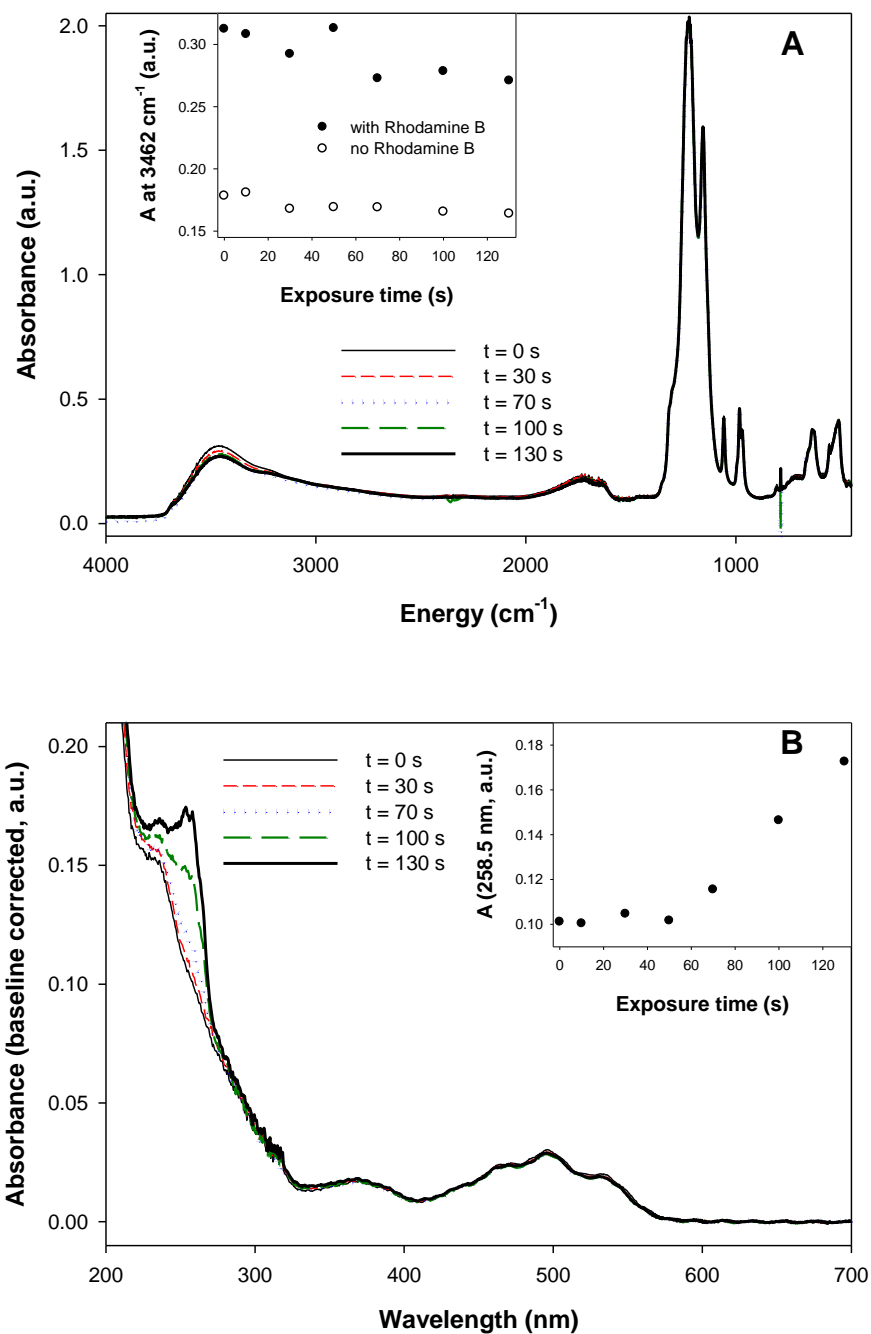 A
2.0
1.5
1.0
0.5
0.0
Absorbance (a.u.)
4000 3000 2000 1000
Energy (cm-1)
A at 3462 cm-1 (a.u.)
0.30
0.25
0.20
0.15
with Rhodamine B
no Rhodamine B
0 20 40 60 80 100 120
Exposure time (s)
t = 0 s
t = 30 s
t = 70 s
t = 100 s
t = 130 s
B
0.20
0.15
0.10
0.05
0.00
Absorbance (baseline corrected, a.u.)
200 300 400 500 600 700
Wavelength (nm)
t = 0 s
t = 30 s
t = 70 s
t = 100 s
t = 130 s
A (258.5 nm, a.u.)
0.18
0.16
0.14
0.12
0.10
0 20 40 60 80 100 120
Exposure time (s)